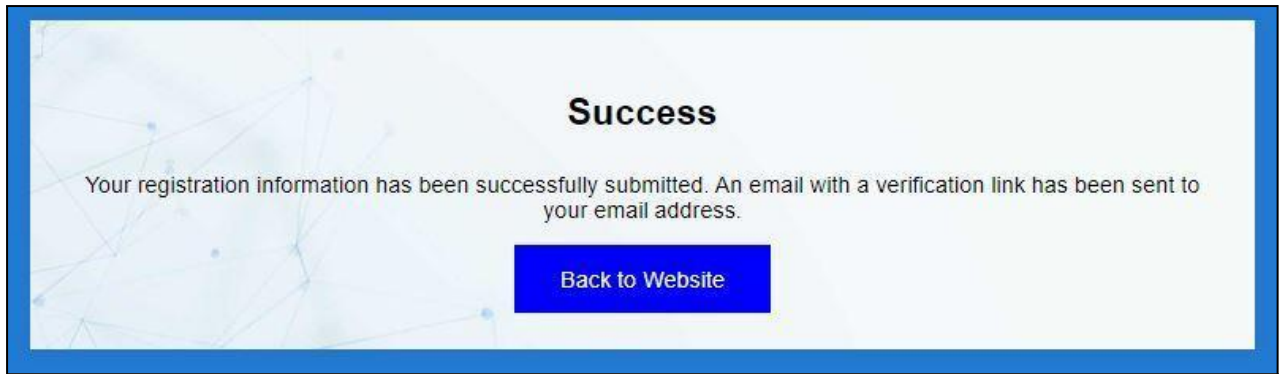 Success
Your registration information has been successfully submitted. An email with a verification link has been sent to
your email address.
Back to Website